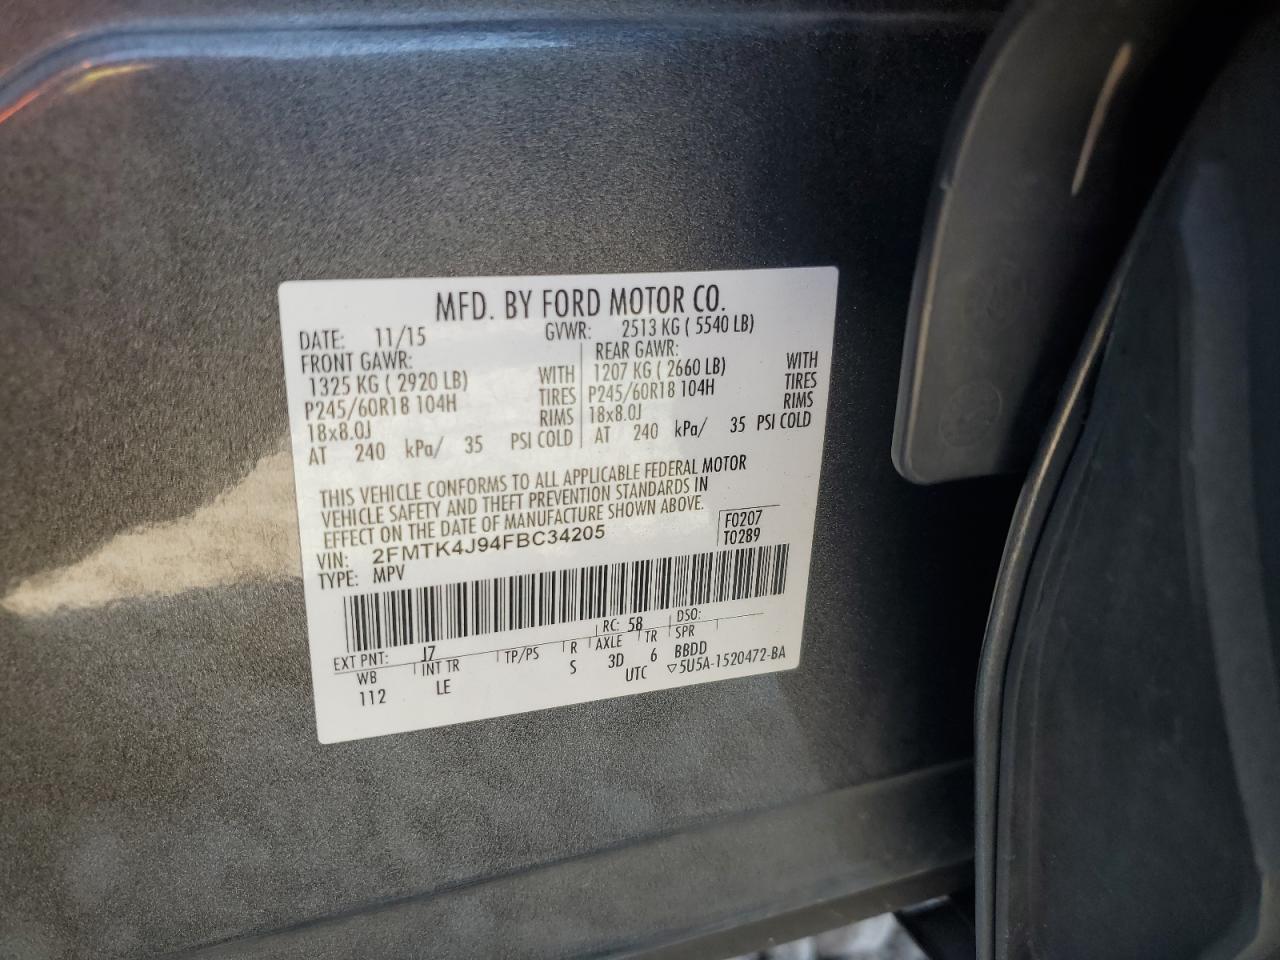 MFD. BY FORD MOTOR CO.
DATE: 11/15 GVWR: 2513 KG ( 5540 LB)
FRONT GAWR: REAR GAWR:
1325 KG ( 2920 LB) WITH 1207 KG ( 2660 LB) WITH
P245/60R18 104H TIRES P245/60R18 104H TIRES
18x8.0J RIMS 18x8.0J RIMS
AT 240 kPa/ 35 PSI COLD AT 240 kPa/ 35 PSI COLD
THIS VEHICLE CONFORMS TO ALL APPLICABLE FEDERAL MOTOR
VEHICLE SAFETY AND THEFT PREVENTION STANDARDS IN
EFFECT ON THE DATE OF MANUFACTURE SHOWN ABOVE.
VIN: 2FMTK4J94FBC34205 F0207
TYPE: MPV T0289
EXT PNT: J7 RC: 58 DSO:
WB INT TR TP/PS R AXLE TR SPR
112 LE S 3D 6 BBDD
UTC ▽5U5A-1520472-BA